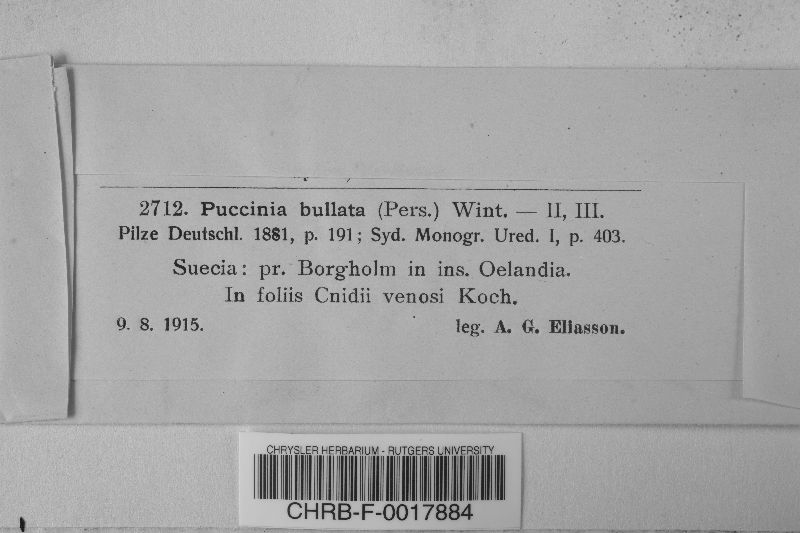 2712. Puccinia bullata (Pers.) Wint. — II, III.
Pilze Deutschl. 1881, p. 191; Syd. Monogr. Ured. I, p. 403.
Suecia: pr. Borgholm in ins. Oelandia.
In foliis Cnidii venosi Koch.
9. 8. 1915. leg. A. G. Eliasson.
CHRYSLER HERBARIUM - RUTGERS UNIVERSITY
CHRB-F-0017884